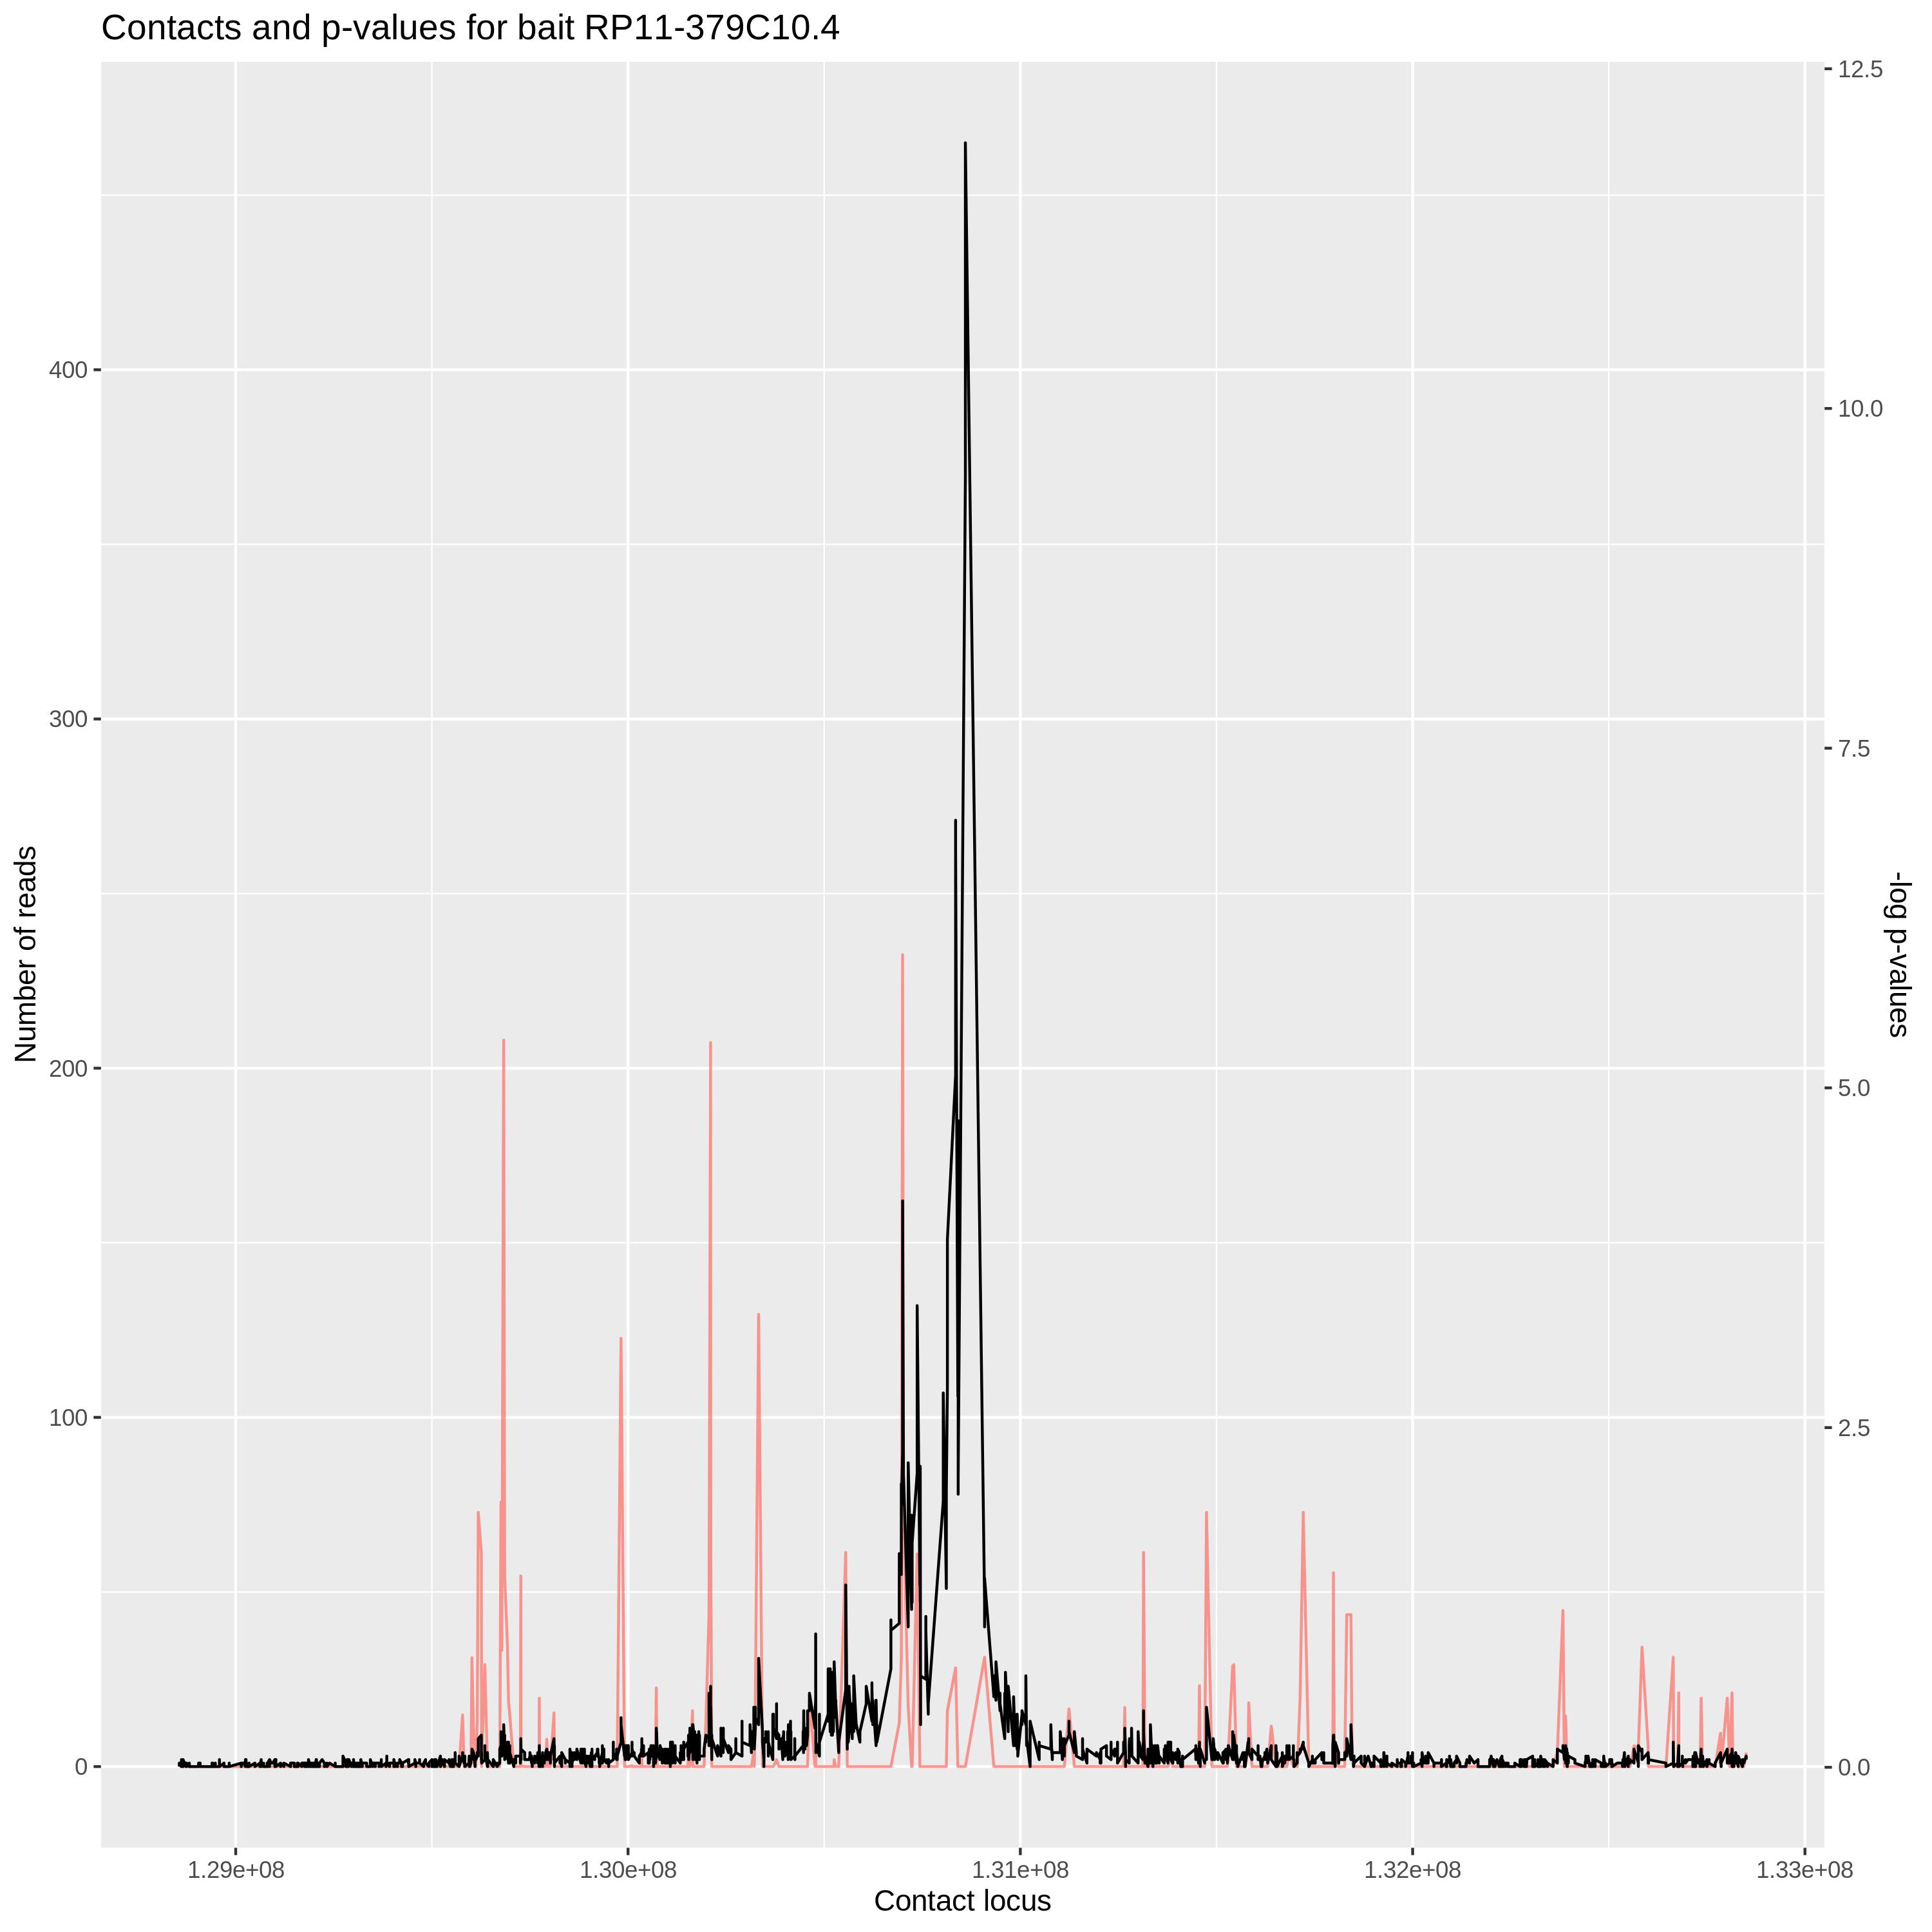 Contacts and p-values for bait RP11-379C10.4
12.5
400
10.0
300
7.5
Number of reads
-log p-values
200
5.0
100
2.5
0
0.0
1.29e+08
1.30e+08
1.31e+08
1.32e+08
1.33e+08
Contact locus